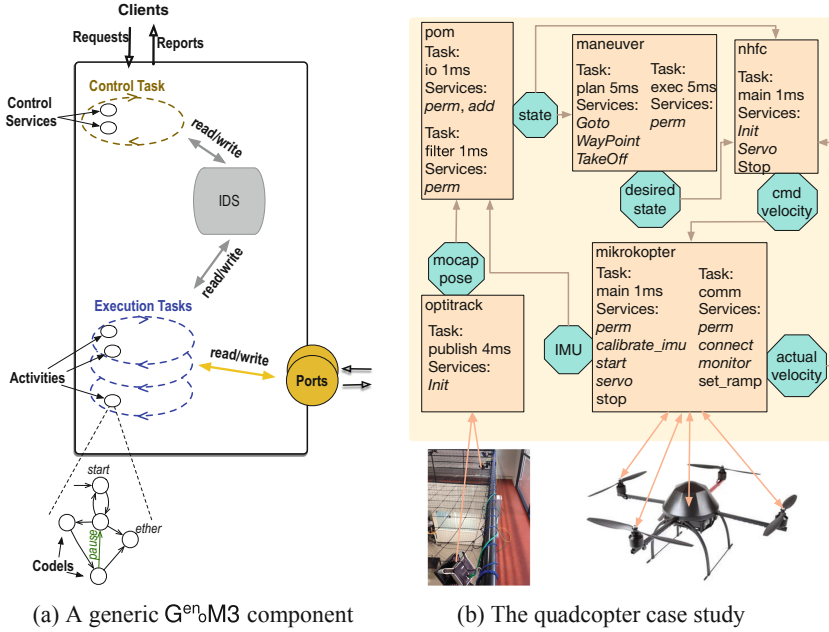 Clients
Requests
Reports
Control Task
Control
Services
read/write
IDS
read/write
Execution Tasks
read/write
Activities
Ports
start
ether
pause
Codels
(a) A generic GenoM3 component
pom
Task:
io 1ms
Services:
perm, add
Task:
filter 1ms
Services:
perm
state
maneuver
Task:
plan 5ms
Services:
Goto
WayPoint
TakeOff
Task:
exec 5ms
Services:
perm
nhfc
Task:
main 1ms
Services:
Init
Servo
Stop
desired
state
cmd
velocity
mocap
pose
optitrack
Task:
publish 4ms
Services:
Init
IMU
mikrokopter
Task:
main 1ms
Services:
perm
calibrate_imu
start
servo
stop
Task:
comm
Services:
perm
connect
monitor
set_ramp
actual
velocity
(b) The quadcopter case study